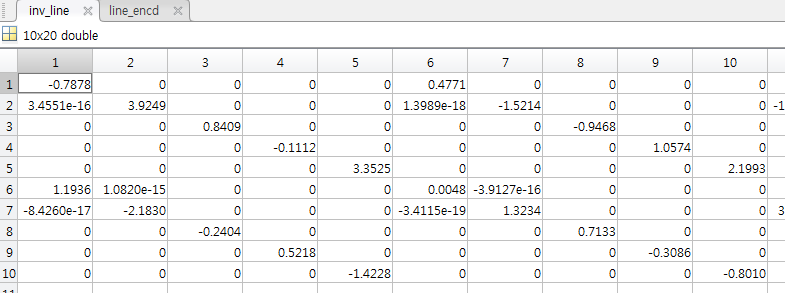 inv_line line_encd
10x20 double
1 2 3 4 5 6 7 8 9 10
1 -0.7878 0 0 0 0 0.4771 0 0 0 0
2 3.4551e-16 3.9249 0 0 0 1.3989e-18 -1.5214 0 0 0 -1
3 0 0 0.8409 0 0 0 0 -0.9468 0 0
4 0 0 0 -0.1112 0 0 0 0 1.0574 0
5 0 0 0 0 3.3525 0 0 0 0 2.1993
6 1.1936 1.0820e-15 0 0 0 0.0048 -3.9127e-16 0 0 0
7 -8.4260e-17 -2.1830 0 0 0 -3.4115e-19 1.3234 0 0 0 3
8 0 0 -0.2404 0 0 0 0 0.7133 0 0
9 0 0 0 0.5218 0 0 0 0 -0.3086 0
10 0 0 0 0 -1.4228 0 0 0 0 -0.8010